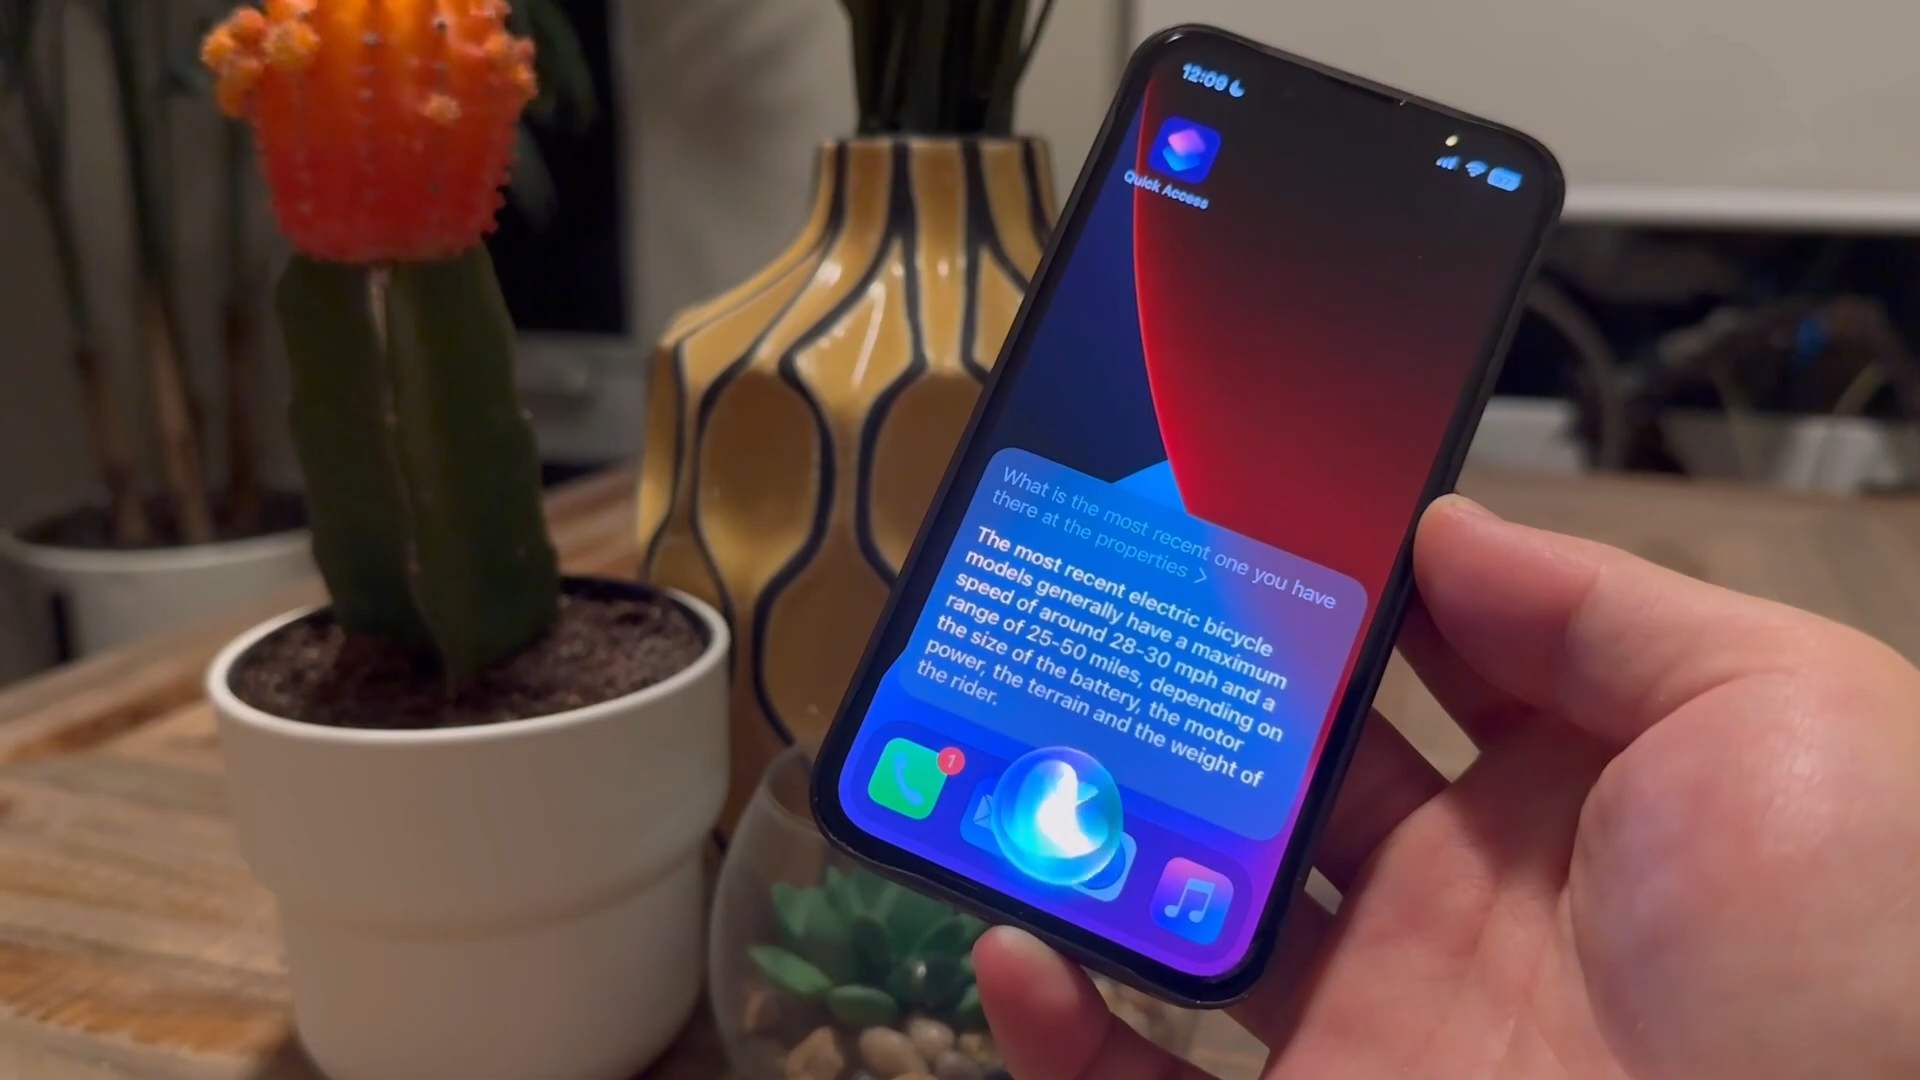 12:09
Quick Access
What is the most recent one you have
there at the properties >
The most recent electric bicycle
models generally have a maximum
speed of around 28-30 mph and a
range of 25-50 miles, depending on
the size of the battery, the motor
power, the terrain and the weight of
the rider.
1